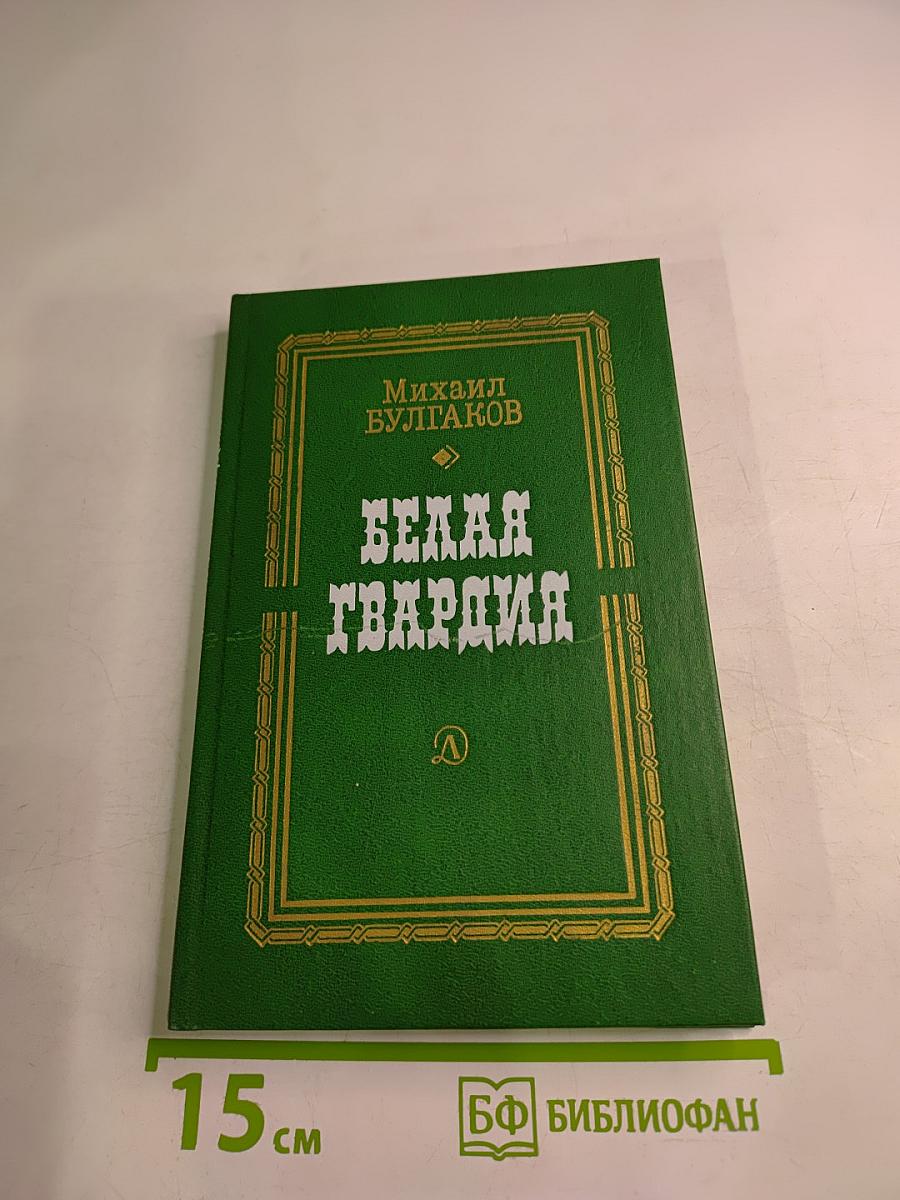 Михаил
БУЛГАКОВ
БЕЛАЯ
ГВАРДИЯ
Д
15 см
БФ БИБЛИОФАН